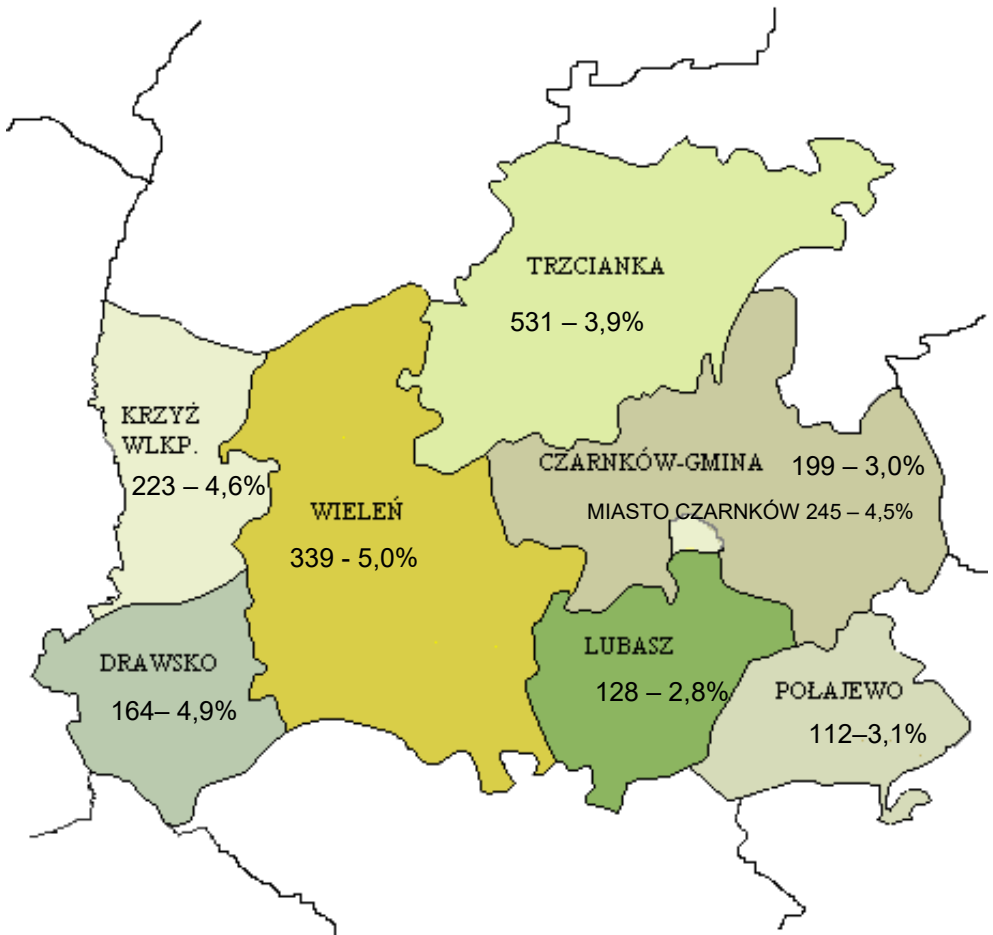 TRZCIANKA
531 – 3,9%
KRZYŻ
WLKP.
223 – 4,6%
CZARNKÓW-GMINA 199 – 3,0%
MIASTO CZARNKÓW 245 – 4,5%
WIELEŃ
339 - 5,0%
DRAWSKO
164– 4,9%
LUBASZ
128 – 2,8%
POŁAJEWO
112–3,1%